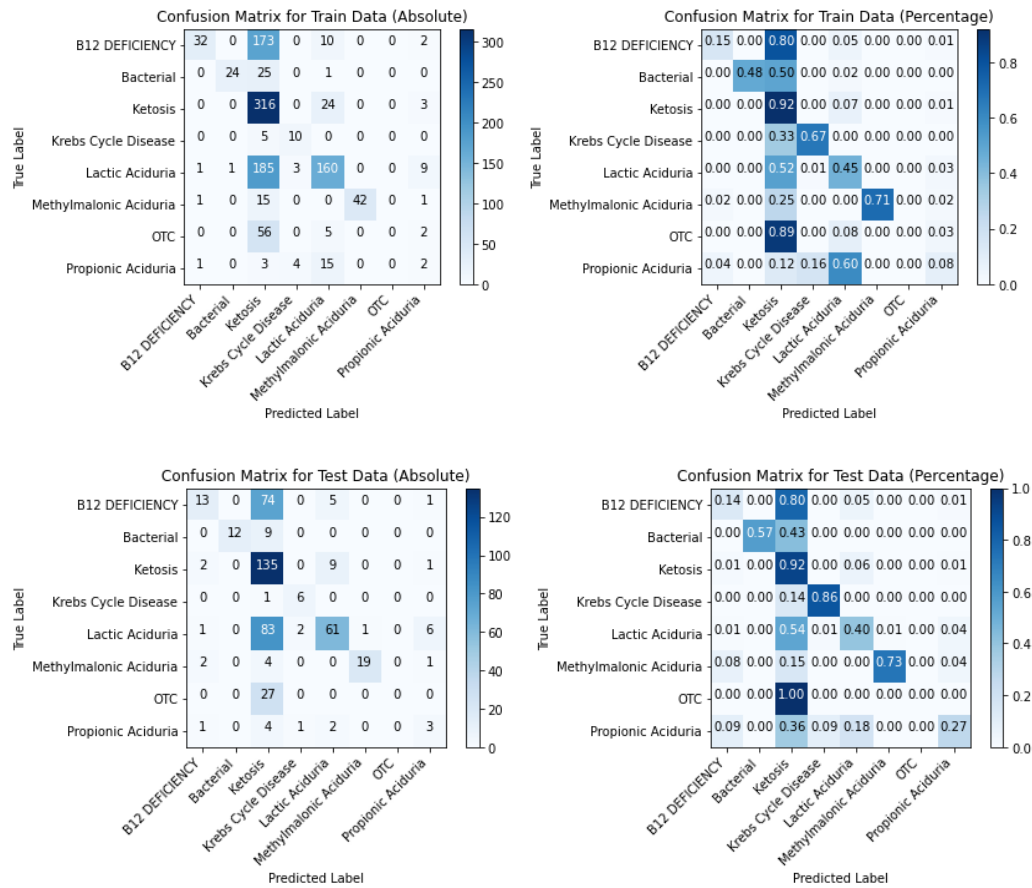 Confusion Matrix for Train Data (Absolute)
True Label
B12 DEFICIENCY 32 0 173 0 10 0 0 2
Bacterial 0 24 25 0 1 0 0 0
Ketosis 0 0 316 0 24 0 0 3
Krebs Cycle Disease 0 0 5 10 0 0 0 0
Lactic Aciduria 1 1 185 3 160 0 0 9
Methylmalonic Aciduria 1 0 15 0 0 42 0 1
OTC 0 0 56 0 5 0 0 2
Propionic Aciduria 1 0 3 4 15 0 0 2
B12 DEFICIENCY
Bacterial
Ketosis
Krebs Cycle Disease
Lactic Aciduria
Methylmalonic Aciduria
OTC
Propionic Aciduria
Predicted Label
300
250
200
150
100
50
0
Confusion Matrix for Train Data (Percentage)
True Label
B12 DEFICIENCY 0.15 0.00 0.80 0.00 0.05 0.00 0.00 0.01
Bacterial 0.00 0.48 0.50 0.00 0.02 0.00 0.00 0.00
Ketosis 0.00 0.00 0.92 0.00 0.07 0.00 0.00 0.01
Krebs Cycle Disease 0.00 0.00 0.33 0.67 0.00 0.00 0.00 0.00
Lactic Aciduria 0.00 0.00 0.52 0.01 0.45 0.00 0.00 0.03
Methylmalonic Aciduria 0.02 0.00 0.25 0.00 0.00 0.71 0.00 0.02
OTC 0.00 0.00 0.89 0.00 0.08 0.00 0.00 0.03
Propionic Aciduria 0.04 0.00 0.12 0.16 0.60 0.00 0.00 0.08
B12 DEFICIENCY
Bacterial
Ketosis
Krebs Cycle Disease
Lactic Aciduria
Methylmalonic Aciduria
OTC
Propionic Aciduria
Predicted Label
0.8
0.6
0.4
0.2
0.0
Confusion Matrix for Test Data (Absolute)
True Label
B12 DEFICIENCY 13 0 74 0 5 0 0 1
Bacterial 0 12 9 0 0 0 0 0
Ketosis 2 0 135 0 9 0 0 1
Krebs Cycle Disease 0 0 1 6 0 0 0 0
Lactic Aciduria 1 0 83 2 61 1 0 6
Methylmalonic Aciduria 2 0 4 0 0 19 0 1
OTC 0 0 27 0 0 0 0 0
Propionic Aciduria 1 0 4 1 2 0 0 3
B12 DEFICIENCY
Bacterial
Ketosis
Krebs Cycle Disease
Lactic Aciduria
Methylmalonic Aciduria
OTC
Propionic Aciduria
Predicted Label
120
100
80
60
40
20
0
Confusion Matrix for Test Data (Percentage)
True Label
B12 DEFICIENCY 0.14 0.00 0.80 0.00 0.05 0.00 0.00 0.01
Bacterial 0.00 0.57 0.43 0.00 0.00 0.00 0.00 0.00
Ketosis 0.01 0.00 0.92 0.00 0.06 0.00 0.00 0.01
Krebs Cycle Disease 0.00 0.00 0.14 0.86 0.00 0.00 0.00 0.00
Lactic Aciduria 0.01 0.00 0.54 0.01 0.40 0.01 0.00 0.04
Methylmalonic Aciduria 0.08 0.00 0.15 0.00 0.00 0.73 0.00 0.04
OTC 0.00 0.00 1.00 0.00 0.00 0.00 0.00 0.00
Propionic Aciduria 0.09 0.00 0.36 0.09 0.18 0.00 0.00 0.27
B12 DEFICIENCY
Bacterial
Ketosis
Krebs Cycle Disease
Lactic Aciduria
Methylmalonic Aciduria
OTC
Propionic Aciduria
Predicted Label
1.0
0.8
0.6
0.4
0.2
0.0